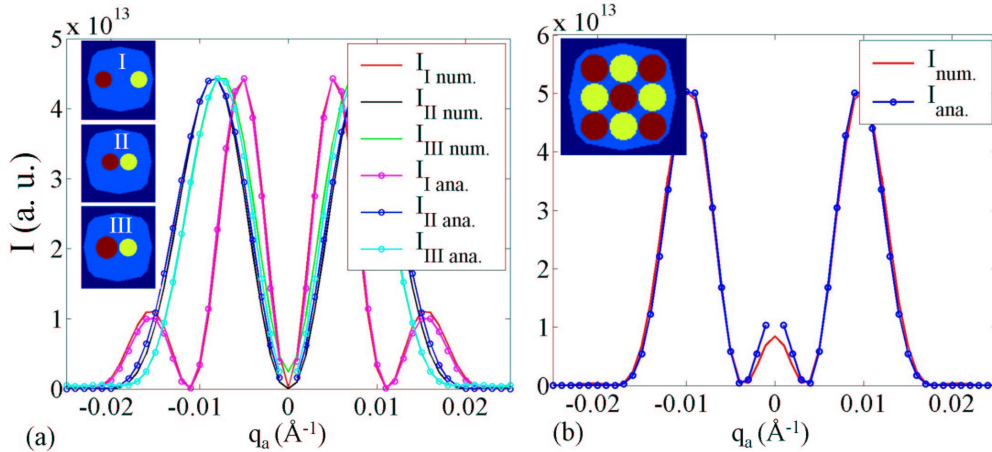 x 10^13
5
4
3
2
1
0
I (a. u.)
I
II
III
I_I num.
I_II num.
I_III num.
I_I ana.
I_II ana.
I_III ana.
-0.02
-0.01
0
0.01
0.02
(a)
q_a (Å^-1)
x 10^13
6
5
4
3
2
1
0
I_num.
I_ana.
-0.02
-0.01
0
0.01
0.02
(b)
q_a (Å^-1)